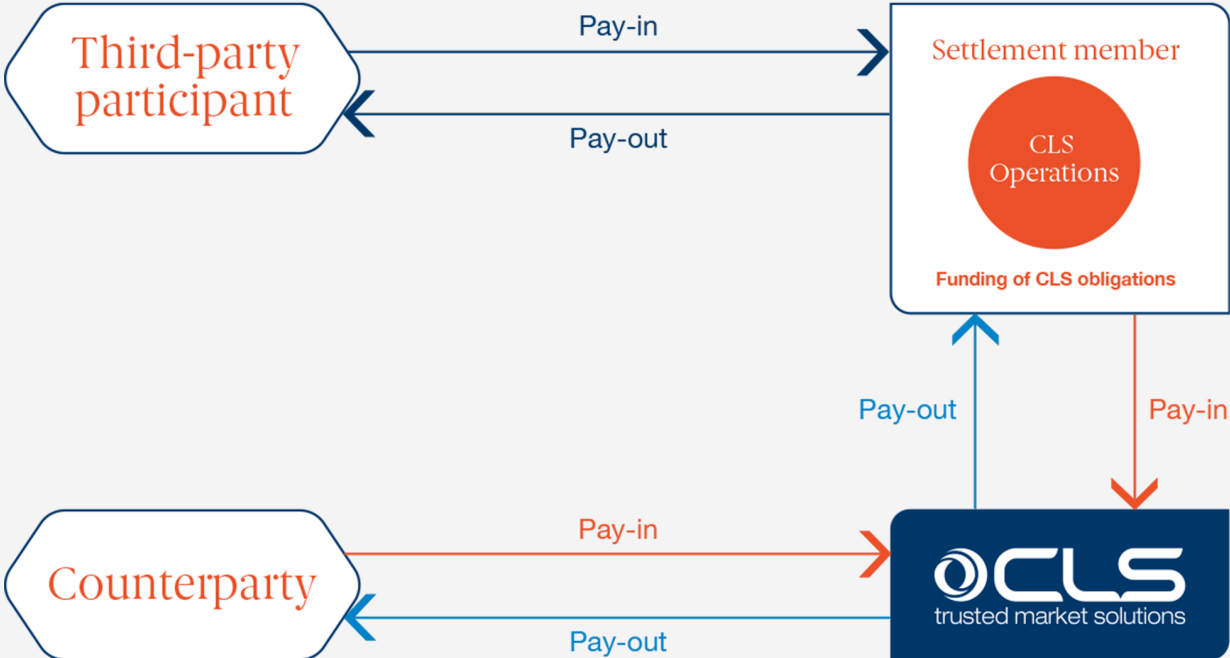 Third-party
participant
Pay-in
Pay-out
Settlement member
CLS
Operations
Funding of CLS obligations
Pay-out
Pay-in
Counterparty
Pay-in
Pay-out
CLS
trusted market solutions